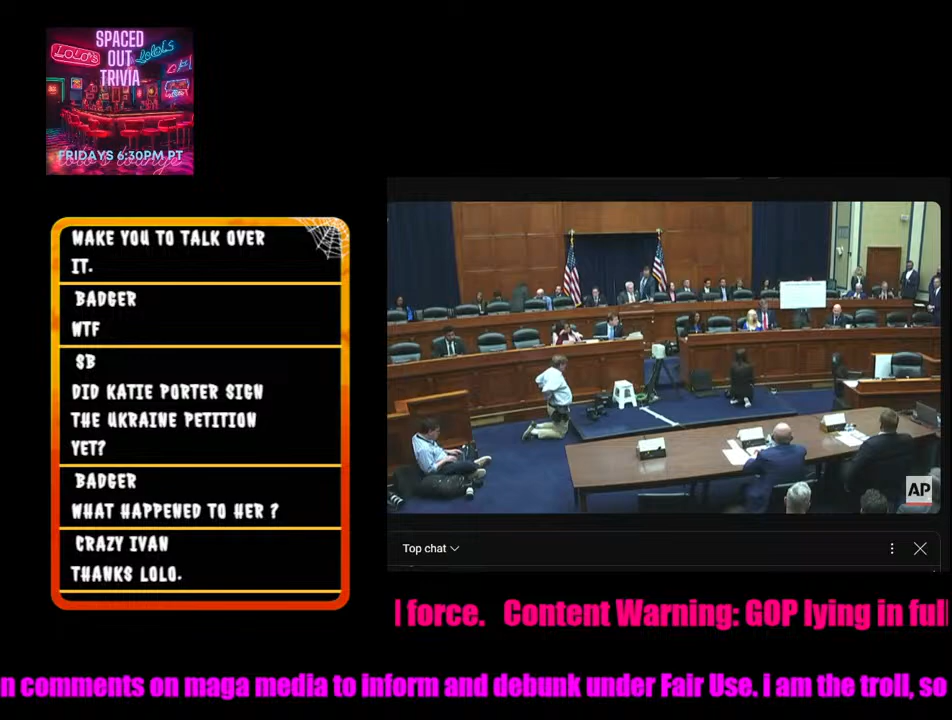 SPACED
OUT
TRIVIA
LOLO'S
LOLOLS
FRIDAYS 6:30PM PT
lolo's lounge
MAKE YOU TO TALK OVER
IT.
BADGER
WTF
SB
DID KATIE PORTER SIGN
THE UKRAINE PETITION
YET?
BADGER
WHAT HAPPENED TO HER ?
CRAZY IVAN
THANKS LOLO.
AP
Top chat
l force. Content Warning: GOP lying in full
n comments on maga media to inform and debunk under Fair Use. i am the troll, so